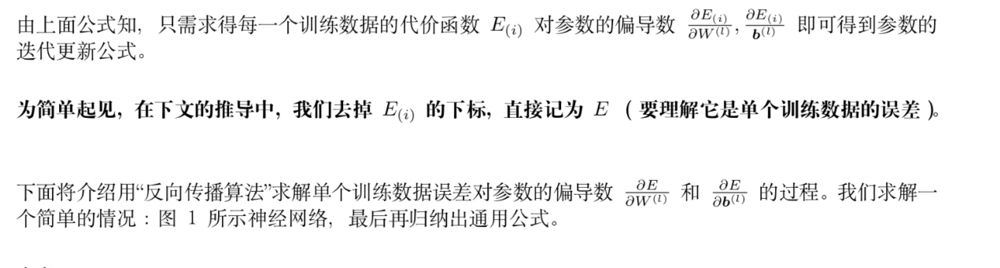 由上面公式知，只需求得每一个训练数据的代价函数 $E_{(i)}$ 对参数的偏导数 $\frac{\partial E_{(i)}}{\partial W^{(l)}}, \frac{\partial E_{(i)}}{\boldsymbol{b}^{(l)}}$ 即可得到参数的
迭代更新公式。
为简单起见，在下文的推导中，我们去掉 $E_{(i)}$ 的下标，直接记为 $E$ （要理解它是单个训练数据的误差）。
下面将介绍用“反向传播算法”求解单个训练数据误差对参数的偏导数 $\frac{\partial E}{\partial W^{(l)}}$ 和 $\frac{\partial E}{\partial \boldsymbol{b}^{(l)}}$ 的过程。我们求解一
个简单的情况：图 1 所示神经网络，最后再归纳出通用公式。